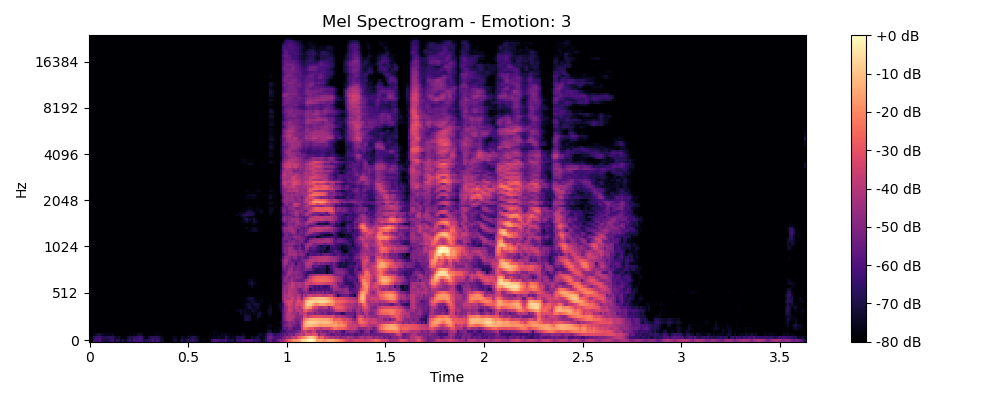 Mel Spectrogram - Emotion: 3
Hz
16384
8192
4096
2048
1024
512
0
0 0.5 1 1.5 2 2.5 3 3.5
Time
+0 dB
-10 dB
-20 dB
-30 dB
-40 dB
-50 dB
-60 dB
-70 dB
-80 dB